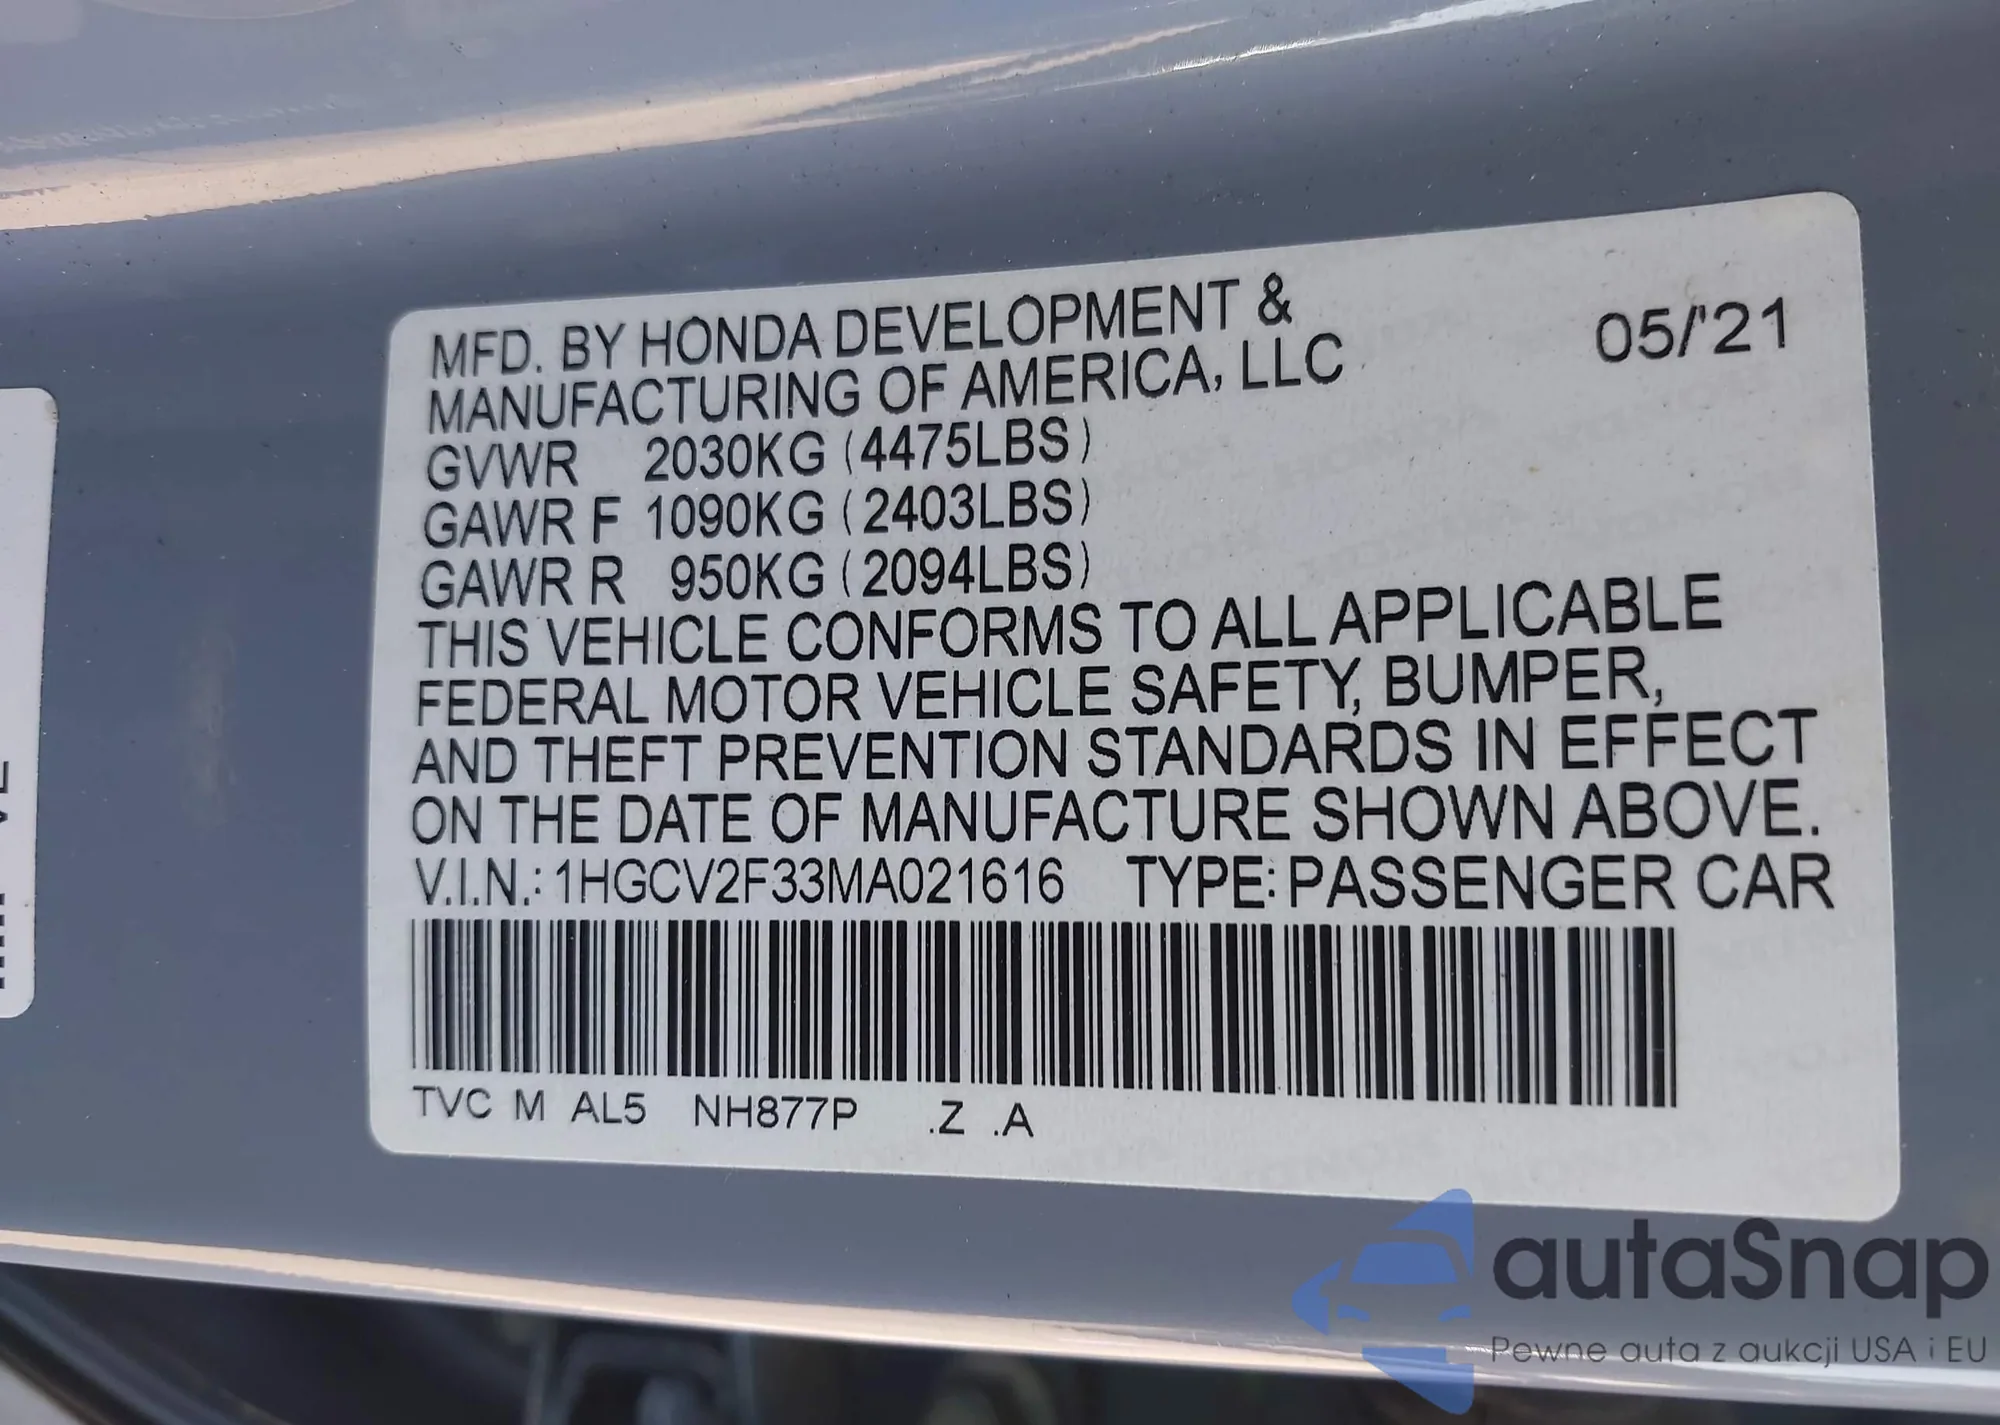 MFD. BY HONDA DEVELOPMENT &
MANUFACTURING OF AMERICA, LLC
05/'21
GVWR 2030KG (4475LBS)
GAWR F 1090KG (2403LBS)
GAWR R 950KG (2094LBS)
THIS VEHICLE CONFORMS TO ALL APPLICABLE
FEDERAL MOTOR VEHICLE SAFETY, BUMPER,
AND THEFT PREVENTION STANDARDS IN EFFECT
ON THE DATE OF MANUFACTURE SHOWN ABOVE.
V.I.N.: 1HGCV2F33MA021616 TYPE: PASSENGER CAR
TVC M AL5 NH877P .Z .A
autaSnap
Pewne auta z aukcji USA i EU